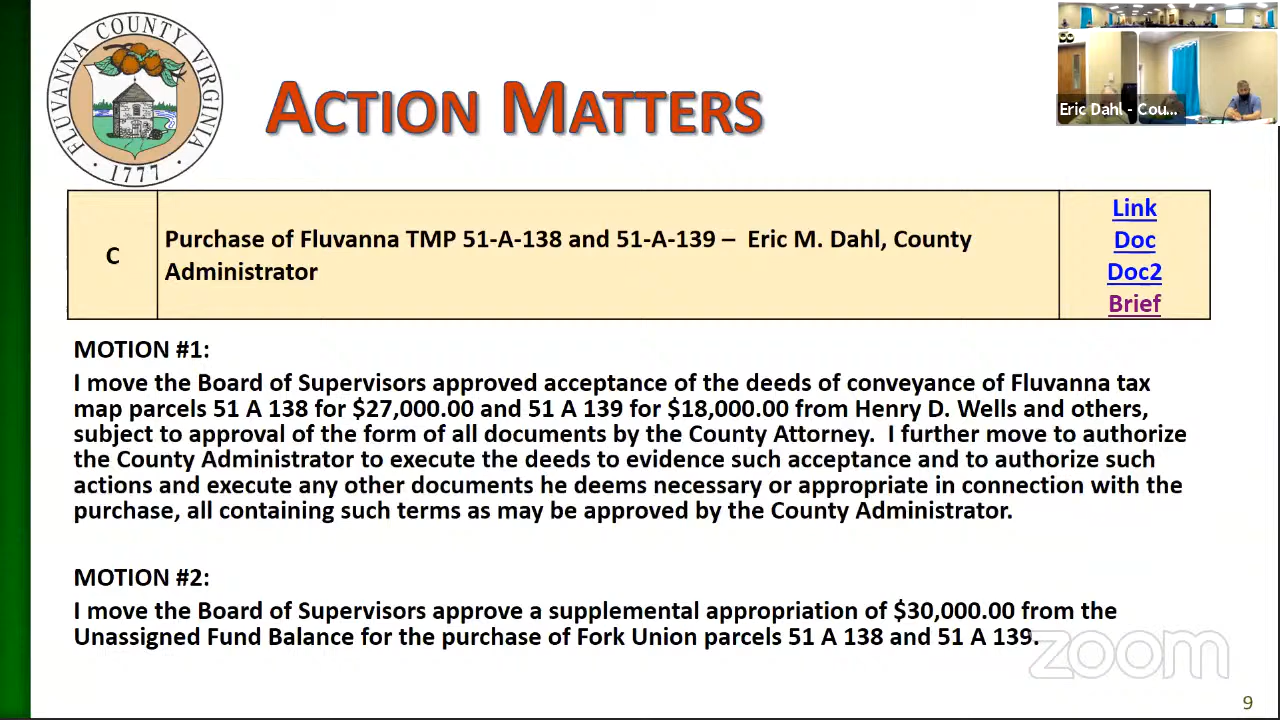 FLUVANNA COUNTY VIRGINIA
• 1777 •
ACTION MATTERS
Eric Dahl - Cou...
C
Purchase of Fluvanna TMP 51-A-138 and 51-A-139 – Eric M. Dahl, County
Administrator
Link
Doc
Doc2
Brief
MOTION #1:
I move the Board of Supervisors approved acceptance of the deeds of conveyance of Fluvanna tax
map parcels 51 A 138 for $27,000.00 and 51 A 139 for $18,000.00 from Henry D. Wells and others,
subject to approval of the form of all documents by the County Attorney. I further move to authorize
the County Administrator to execute the deeds to evidence such acceptance and to authorize such
actions and execute any other documents he deems necessary or appropriate in connection with the
purchase, all containing such terms as may be approved by the County Administrator.
MOTION #2:
I move the Board of Supervisors approve a supplemental appropriation of $30,000.00 from the
Unassigned Fund Balance for the purchase of Fork Union parcels 51 A 138 and 51 A 139.
zoom
9